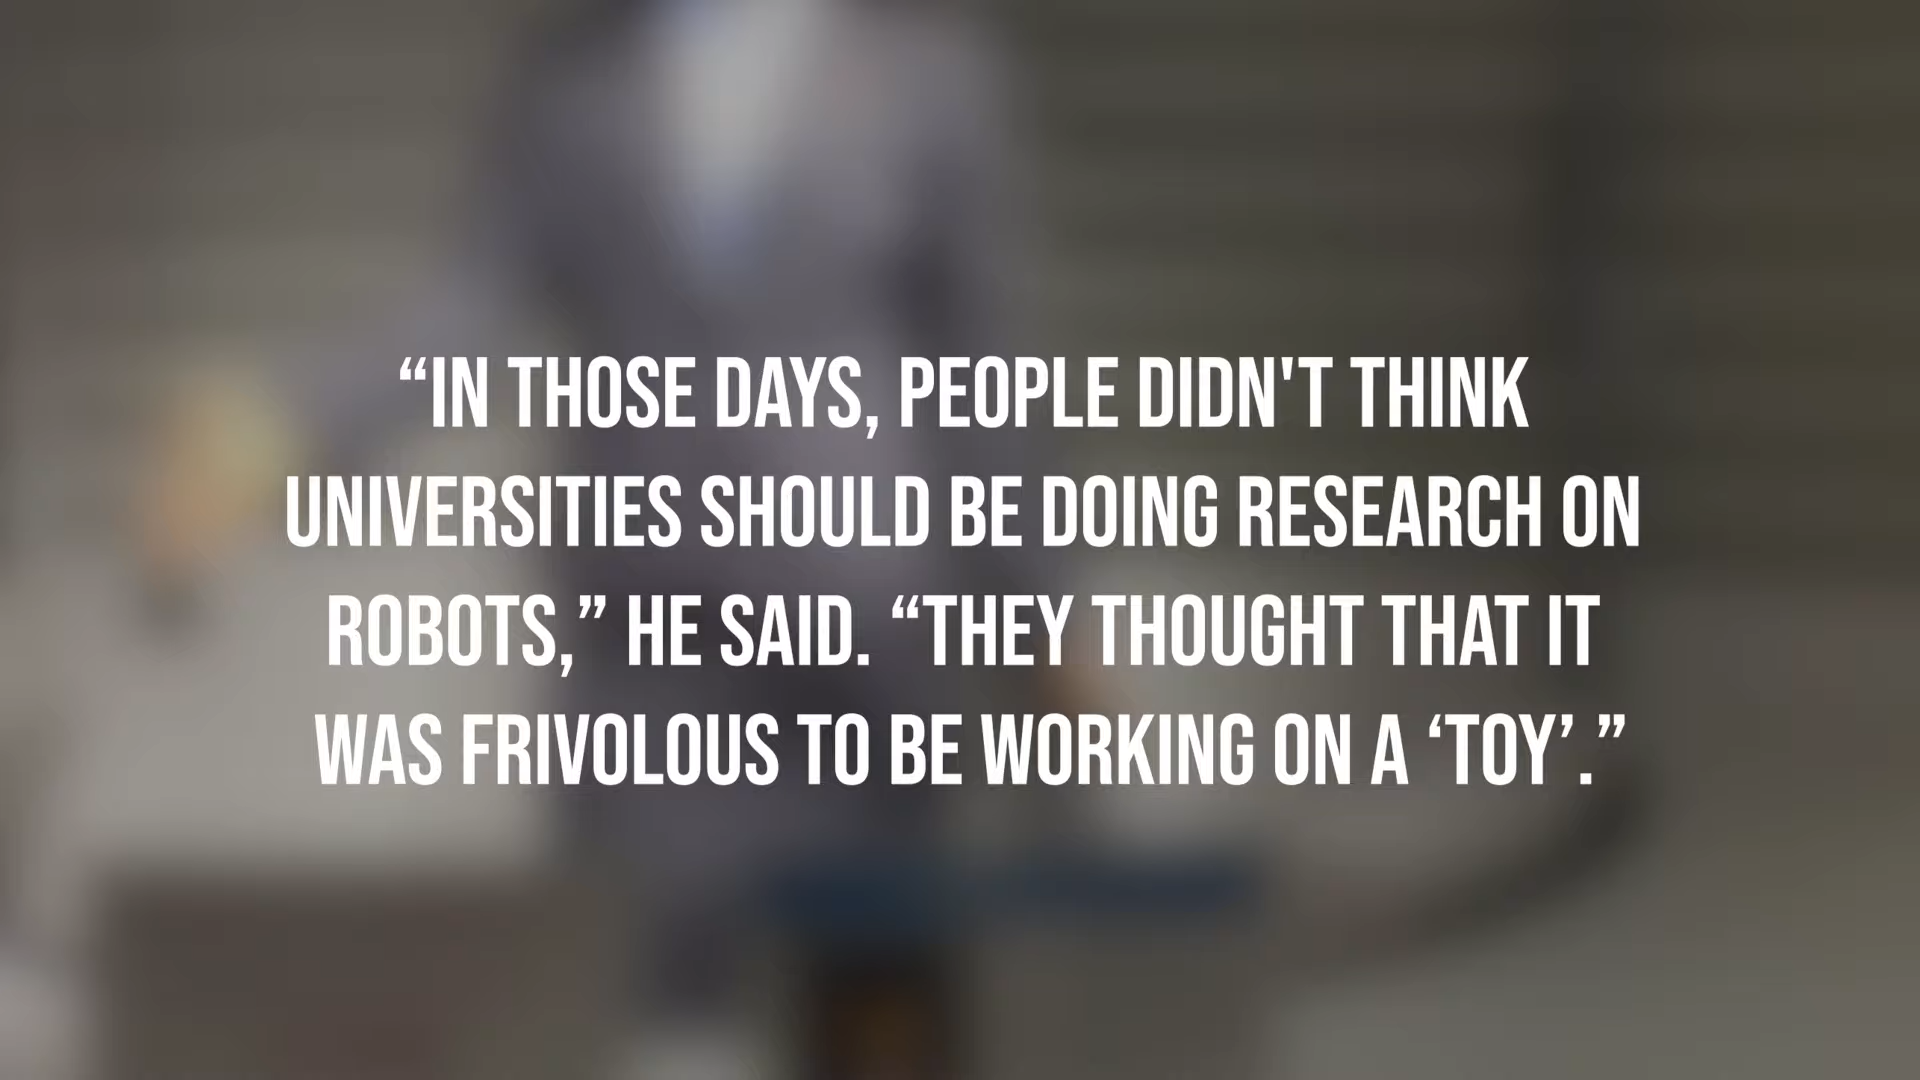 “IN THOSE DAYS, PEOPLE DIDN'T THINK
UNIVERSITIES SHOULD BE DOING RESEARCH ON
ROBOTS,” HE SAID. “THEY THOUGHT THAT IT
WAS FRIVOLOUS TO BE WORKING ON A ‘TOY’.”